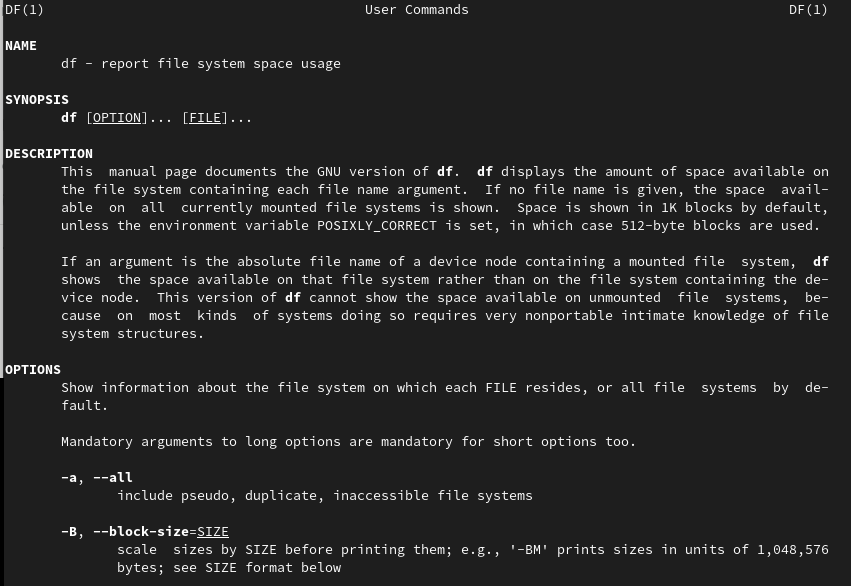 DF(1) User Commands DF(1)
NAME
df - report file system space usage
SYNOPSIS
df [OPTION]... [FILE]...
DESCRIPTION
This manual page documents the GNU version of df. df displays the amount of space available on
the file system containing each file name argument. If no file name is given, the space avail-
able on all currently mounted file systems is shown. Space is shown in 1K blocks by default,
unless the environment variable POSIXLY_CORRECT is set, in which case 512-byte blocks are used.
If an argument is the absolute file name of a device node containing a mounted file system, df
shows the space available on that file system rather than on the file system containing the de-
vice node. This version of df cannot show the space available on unmounted file systems, be-
cause on most kinds of systems doing so requires very nonportable intimate knowledge of file
system structures.
OPTIONS
Show information about the file system on which each FILE resides, or all file systems by de-
fault.
Mandatory arguments to long options are mandatory for short options too.
-a, --all
include pseudo, duplicate, inaccessible file systems
-B, --block-size=SIZE
scale sizes by SIZE before printing them; e.g., '-BM' prints sizes in units of 1,048,576
bytes; see SIZE format below